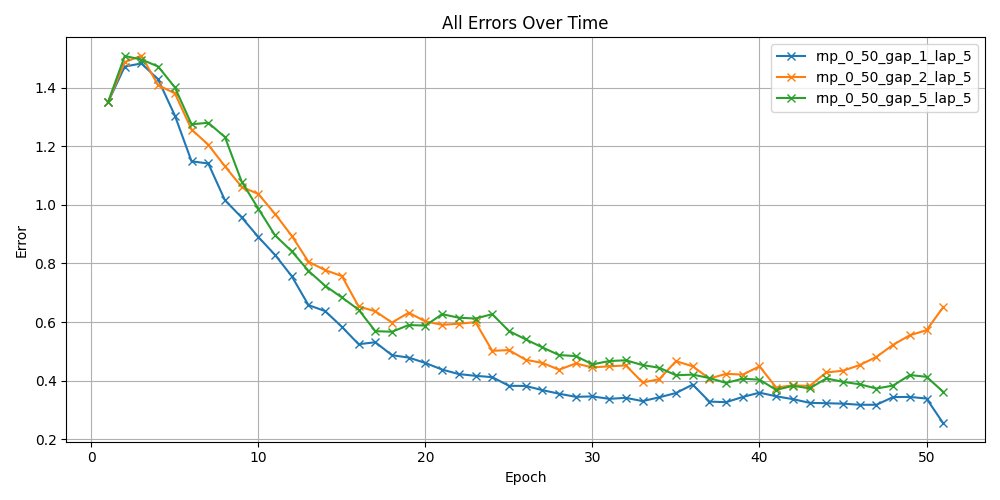 All Errors Over Time
rnp_0_50_gap_1_lap_5
rnp_0_50_gap_2_lap_5
rnp_0_50_gap_5_lap_5
Error
1.4
1.2
1.0
0.8
0.6
0.4
0.2
0 10 20 30 40 50
Epoch